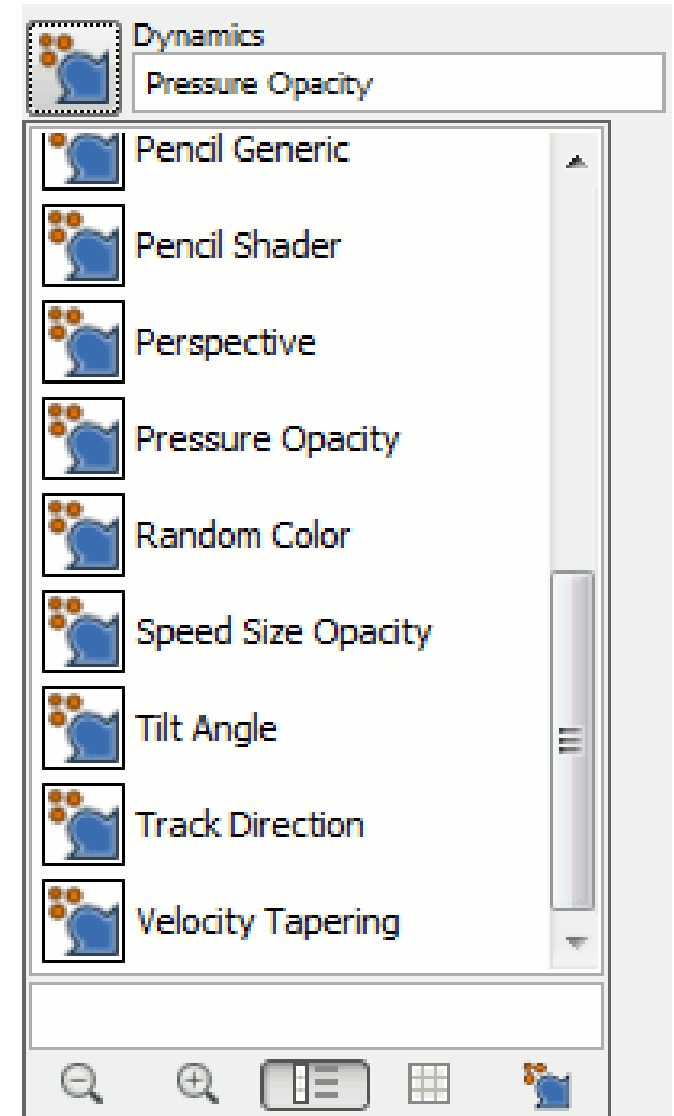 Dynamics
Pressure Opacity
Pencil Generic
Pencil Shader
Perspective
Pressure Opacity
Random Color
Speed Size Opacity
Tilt Angle
Track Direction
Velocity Tapering